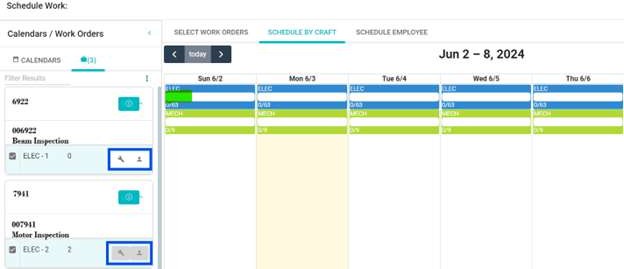 Schedule Work:
Calendars / Work Orders
CALENDARS
(3)
Filter Results
6922
006922
Beam Inspection
ELEC - 1 0
7941
007941
Motor Inspection
ELEC - 2 2
SELECT WORK ORDERS SCHEDULE BY CRAFT SCHEDULE EMPLOYEE
today
Jun 2 – 8, 2024
Sun 6/2 Mon 6/3 Tue 6/4 Wed 6/5 Thu 6/6
ELEC ELEC ELEC ELEC ELEC
0/63 0/63 0/63 0/63 0/63
MECH MECH MECH MECH MECH
0/9 0/9 0/9 0/9 0/9